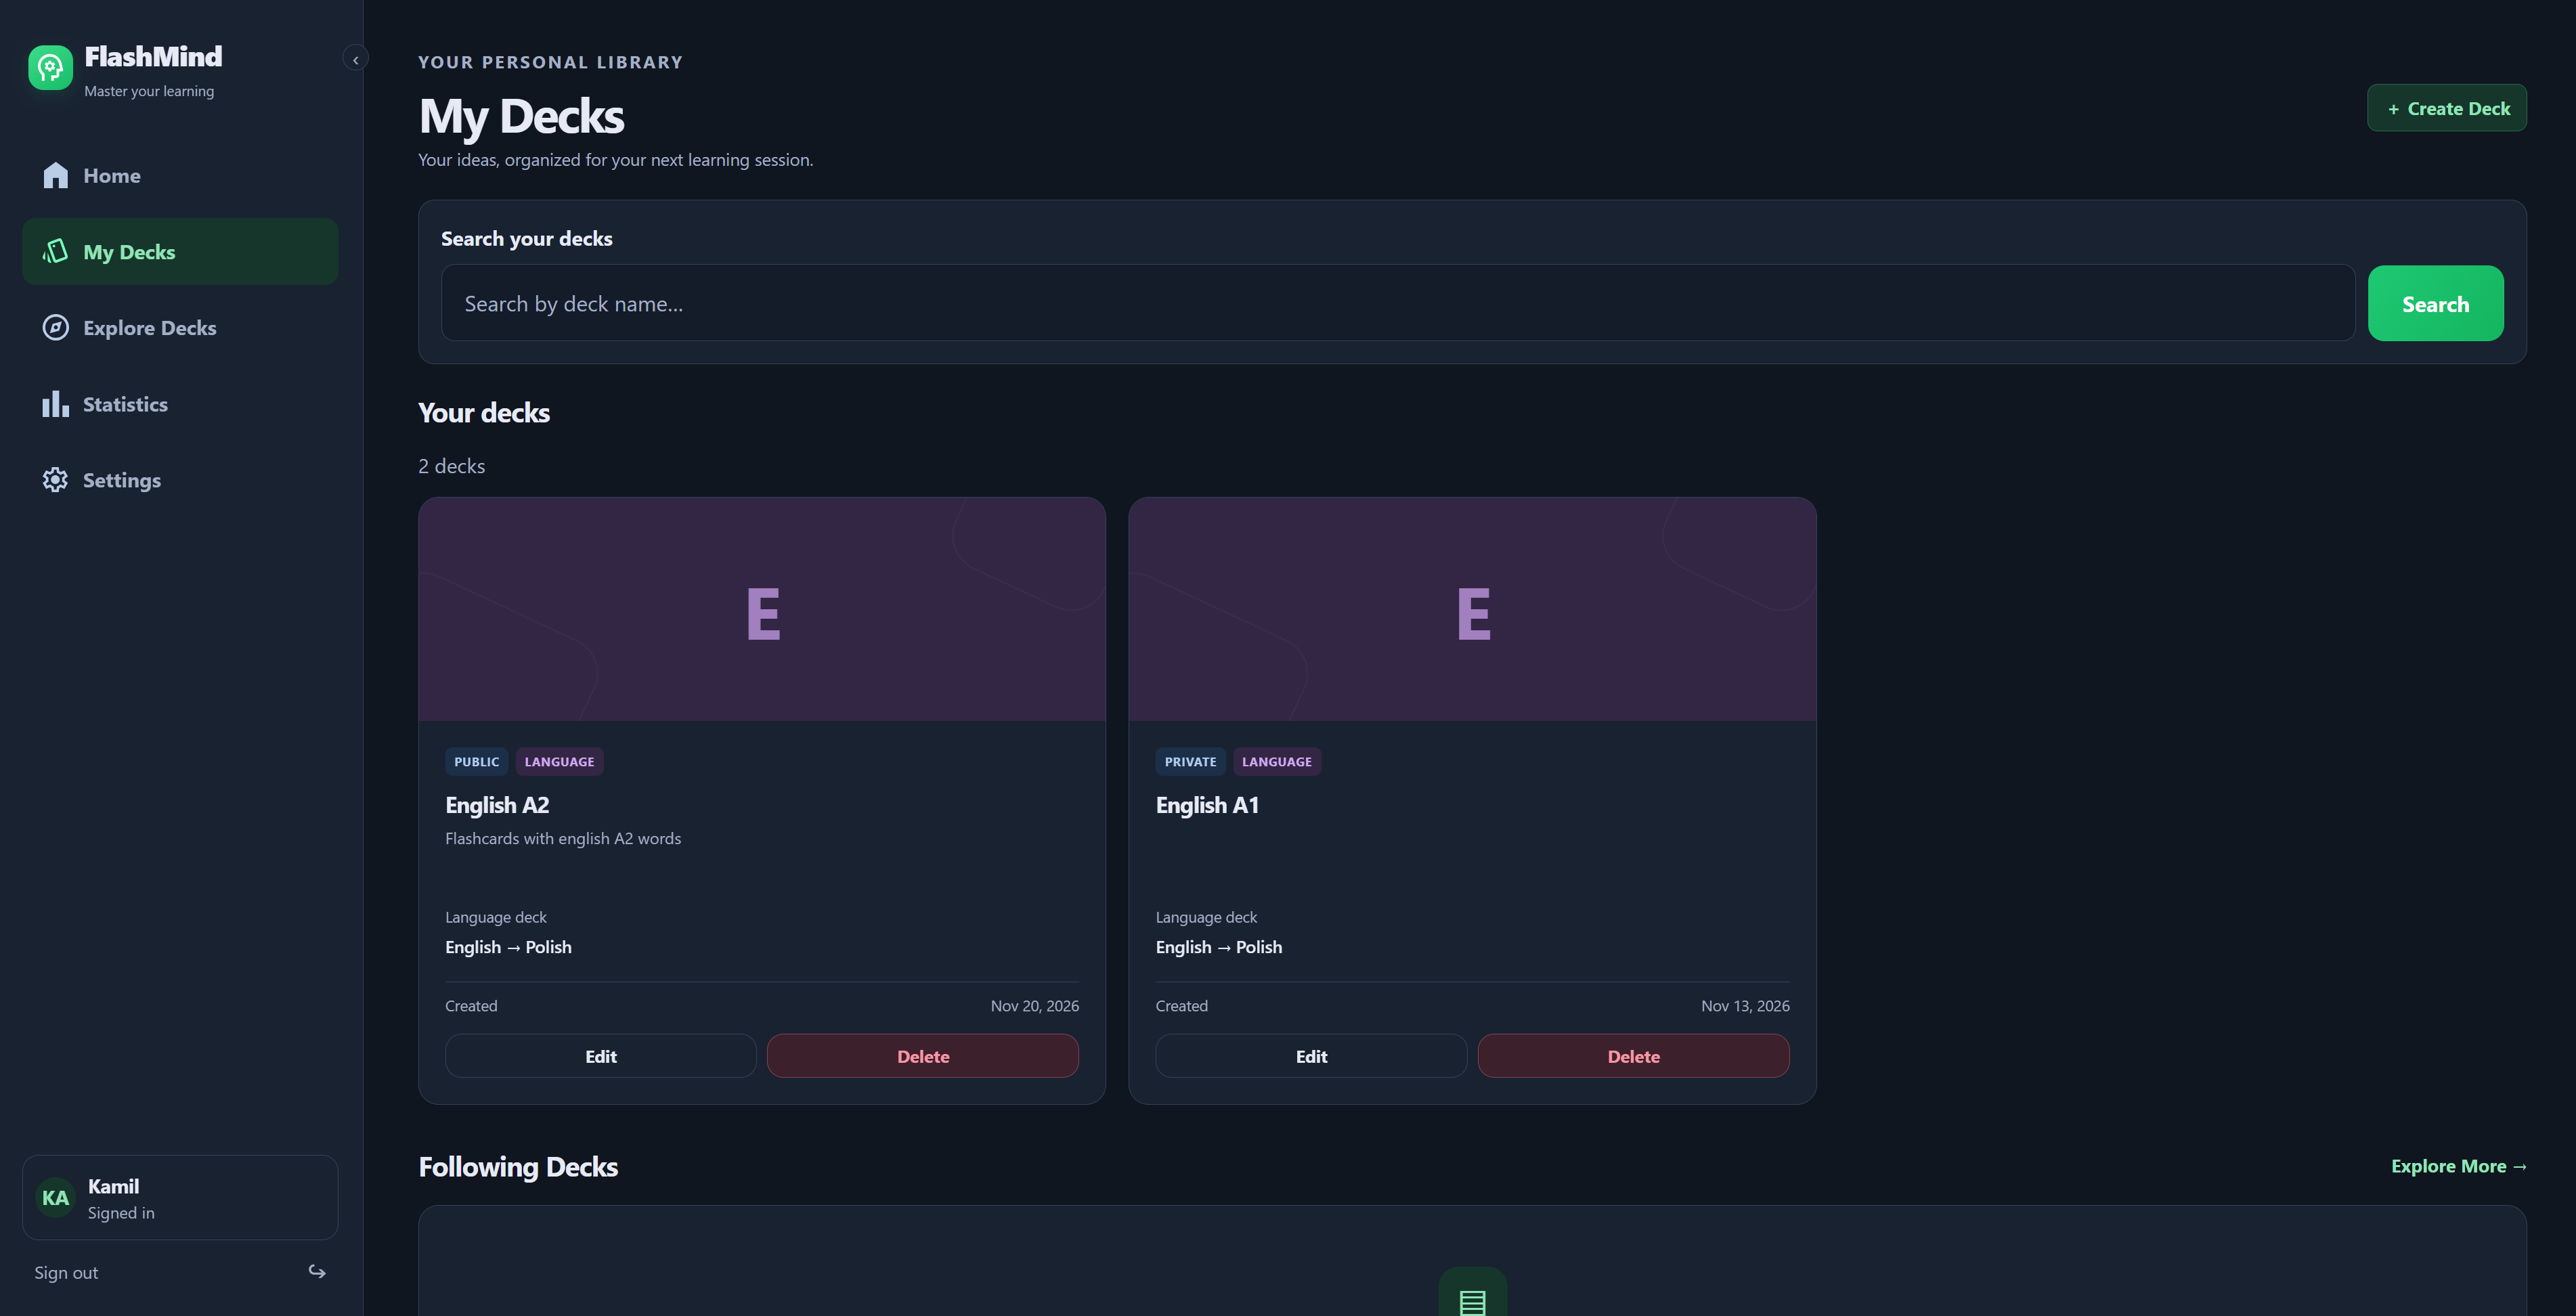 FlashMind
Master your learning
‹
Home
My Decks
Explore Decks
Statistics
Settings
KA
Kamil
Signed in
Sign out
YOUR PERSONAL LIBRARY
My Decks
Your ideas, organized for your next learning session.
+ Create Deck
Search your decks
Search by deck name...
Search
Your decks
2 decks
E
PUBLIC LANGUAGE
English A2
Flashcards with english A2 words
Language deck
English → Polish
Created Nov 20, 2026
Edit Delete
E
PRIVATE LANGUAGE
English A1
Language deck
English → Polish
Created Nov 13, 2026
Edit Delete
Following Decks
Explore More →